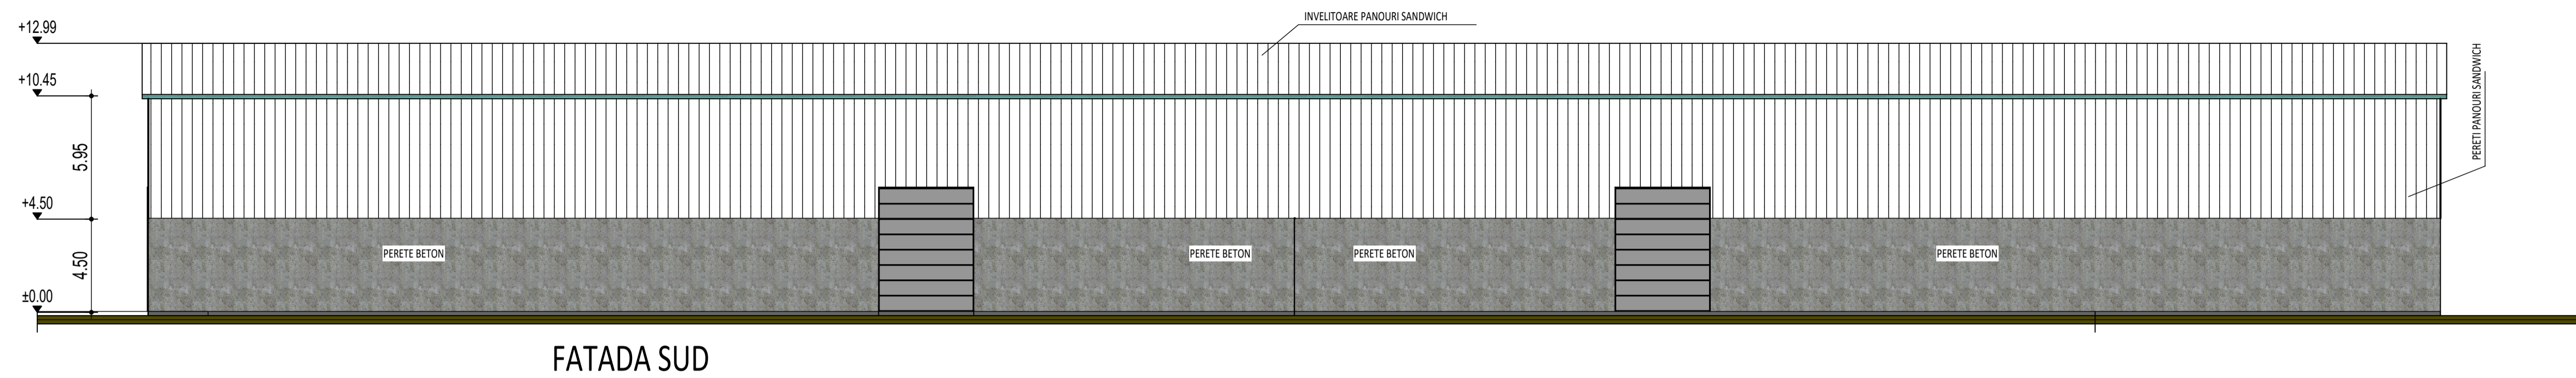 INVELITOARE PANOURI SANDWICH
+12.99
+10.45
PERETI PANOURI SANDWICH
5.95
+4.50
4.50
PERETE BETON
PERETE BETON
PERETE BETON
PERETE BETON
±0.00
FATADA SUD